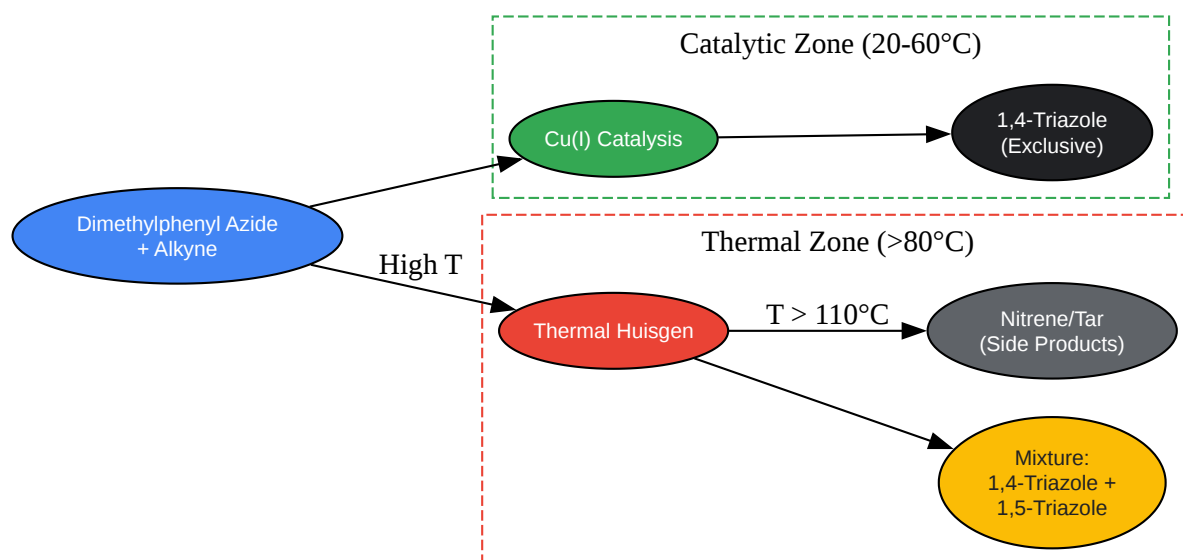 Catalytic Zone (20-60°C)
Cu(I) Catalysis
1,4-Triazole
(Exclusive)
Dimethylphenyl Azide
+ Alkyne
High T
Thermal Zone (>80°C)
Thermal Huisgen
T > 110°C
Nitrene/Tar
(Side Products)
Mixture:
1,4-Triazole +
1,5-Triazole